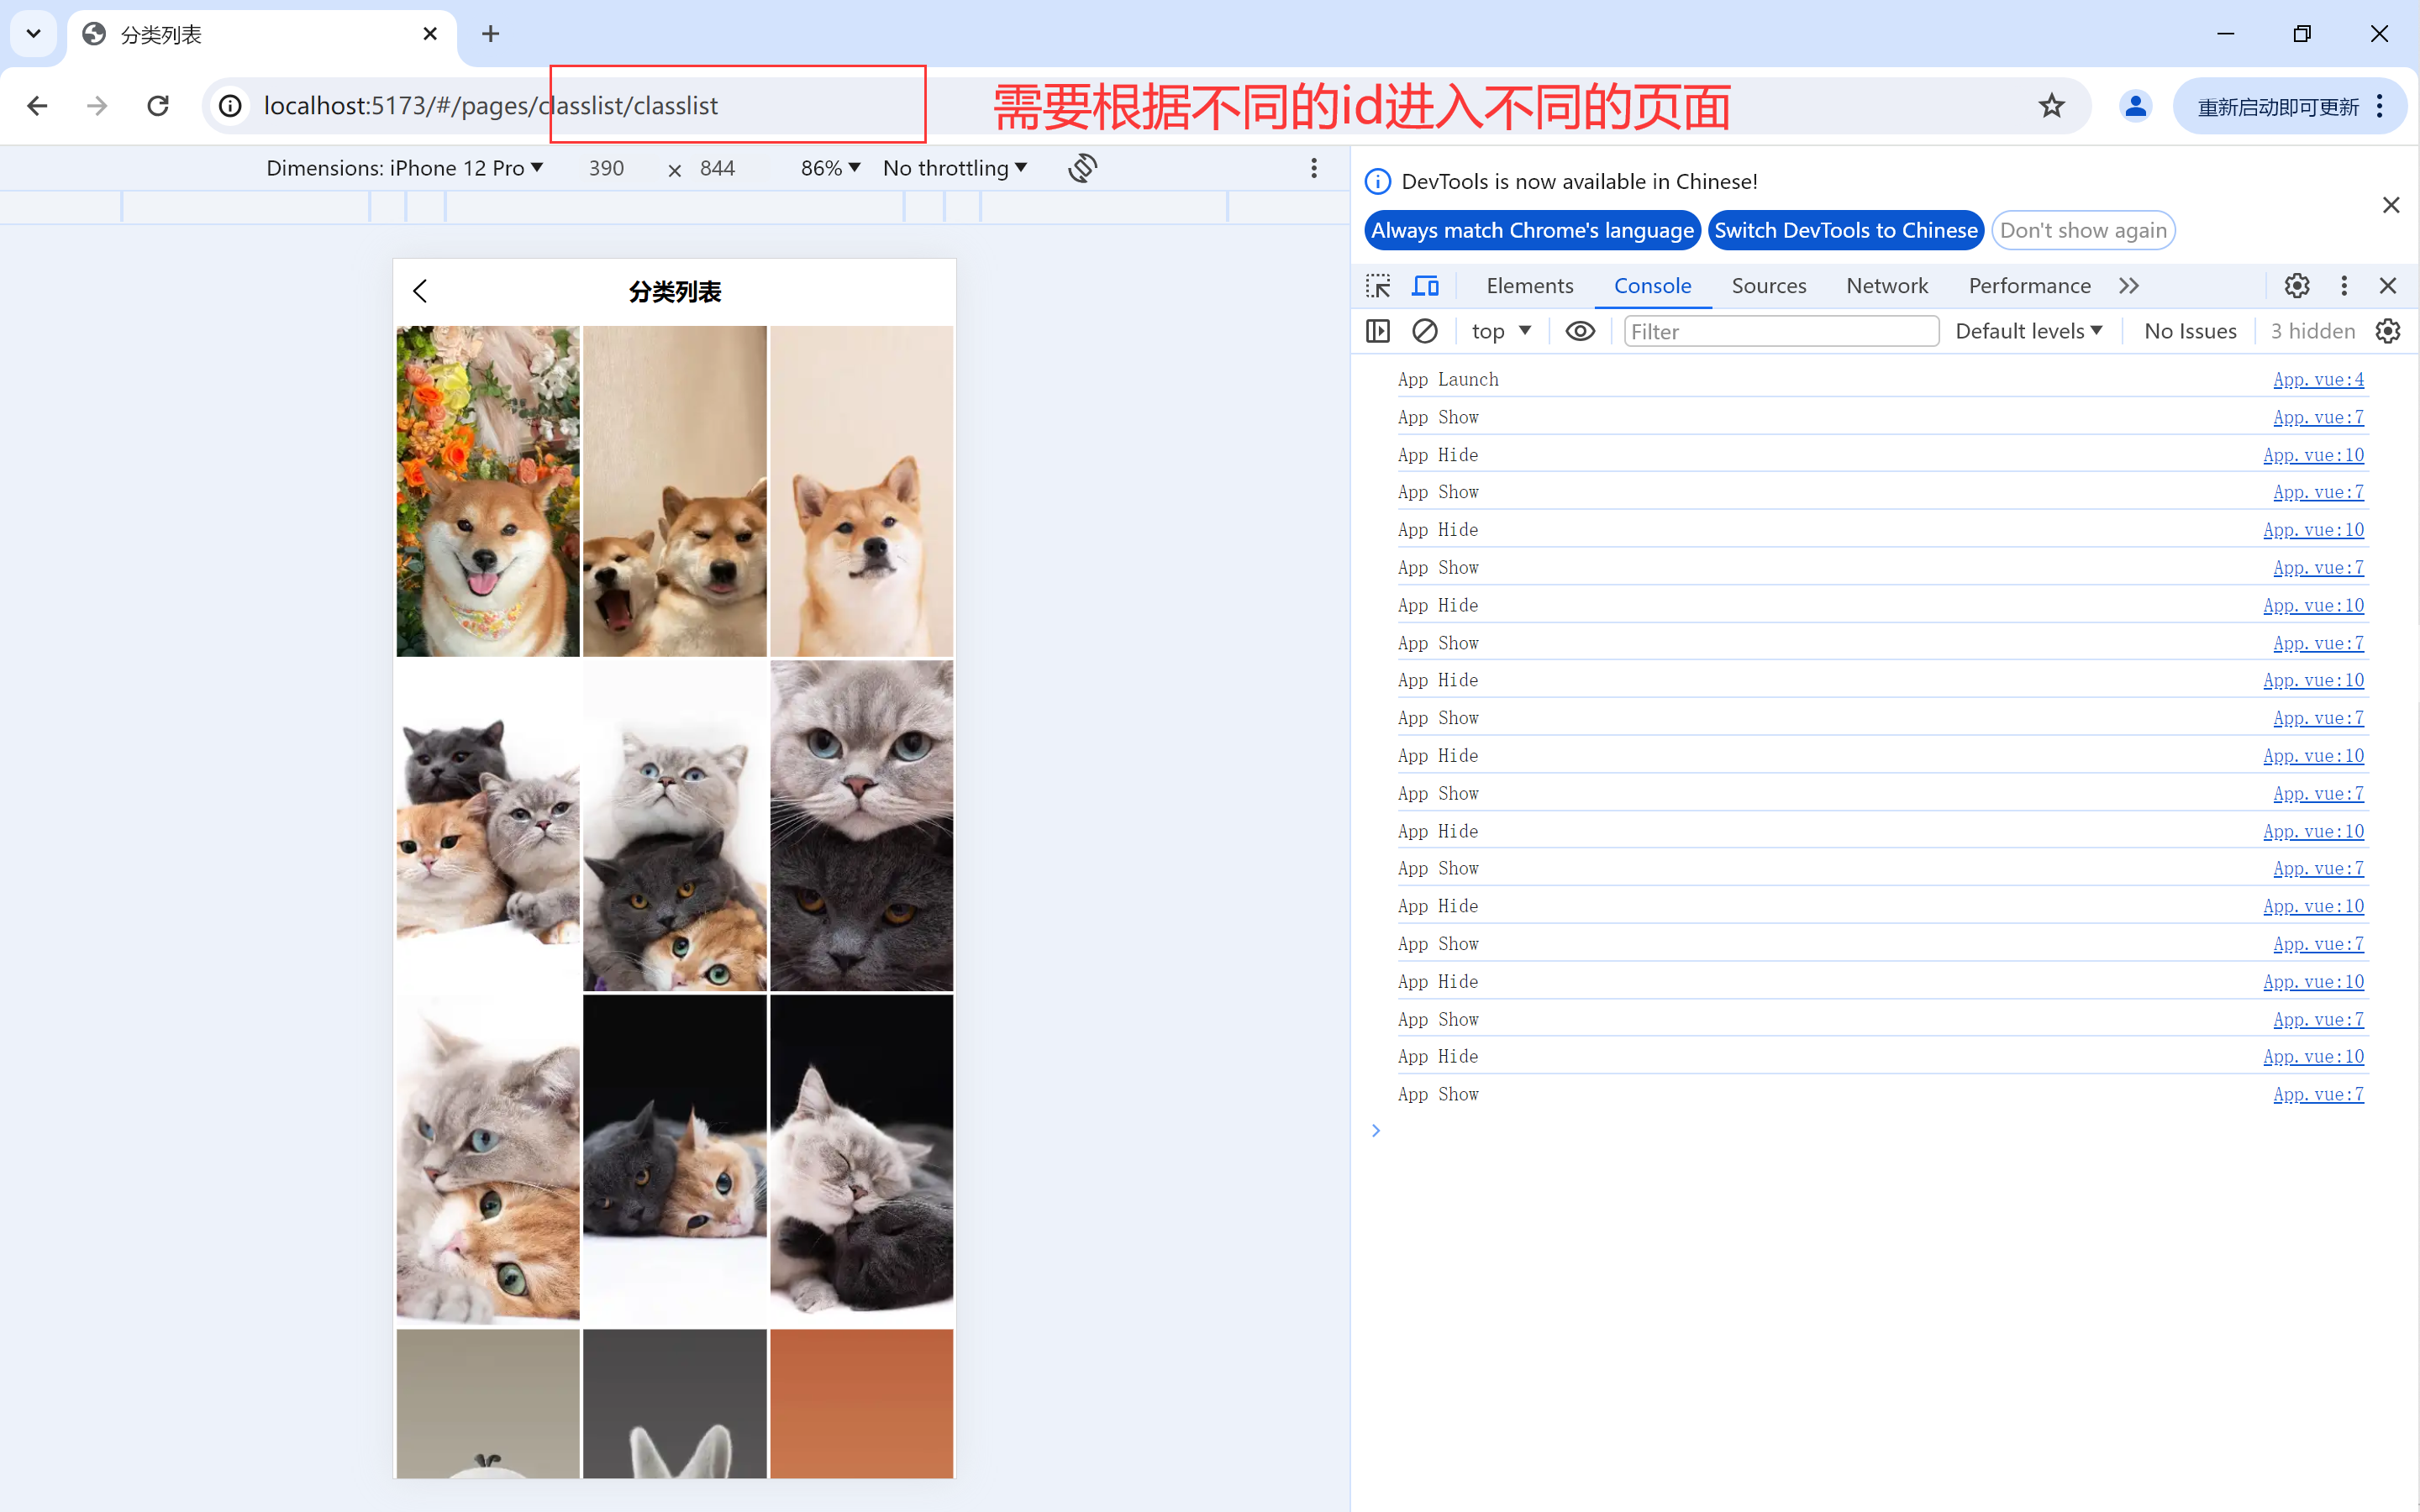 分类列表
localhost:5173/#/pages/classlist/classlist
需要根据不同的id进入不同的页面
重新启动即可更新
Dimensions: iPhone 12 Pro 390 × 844 86% No throttling
DevTools is now available in Chinese!
Always match Chrome's language Switch DevTools to Chinese Don't show again
Elements Console Sources Network Performance
top Filter Default levels No Issues 3 hidden
分类列表
App Launch App.vue:4
App Show App.vue:7
App Hide App.vue:10
App Show App.vue:7
App Hide App.vue:10
App Show App.vue:7
App Hide App.vue:10
App Show App.vue:7
App Hide App.vue:10
App Show App.vue:7
App Hide App.vue:10
App Show App.vue:7
App Hide App.vue:10
App Show App.vue:7
App Hide App.vue:10
App Show App.vue:7
App Hide App.vue:10
App Show App.vue:7
App Hide App.vue:10
App Show App.vue:7